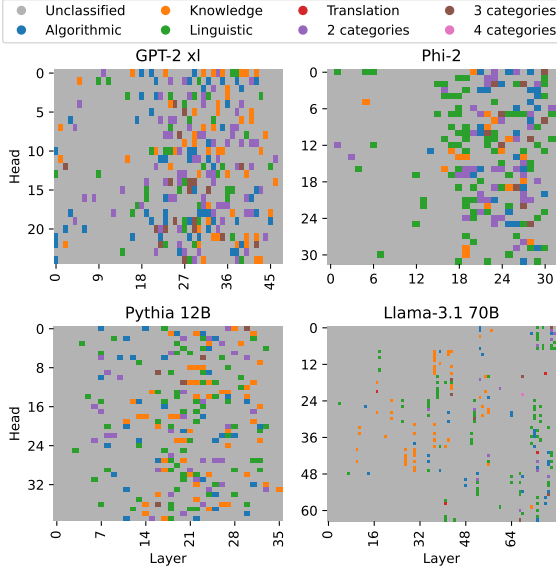 Unclassified Knowledge Translation 3 categories
Algorithmic Linguistic 2 categories 4 categories
GPT-2 xl Phi-2
Head
0
5
10
15
20
0 9 18 27 36 45
0
6
12
18
24
30
0 6 12 18 24 30
Pythia 12B Llama-3.1 70B
Head
0
8
16
24
32
0 7 14 21 28 35
Layer
0
12
24
36
48
60
0 16 32 48 64
Layer